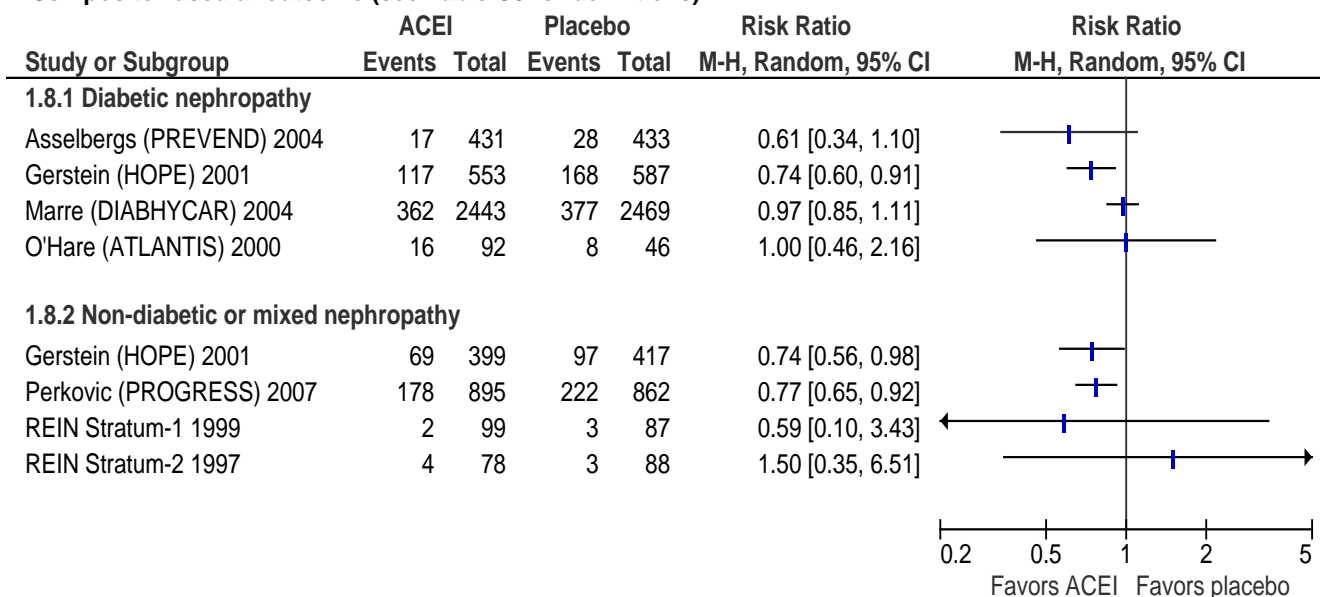 ACEI Placebo Risk Ratio Risk Ratio
Study or Subgroup Events Total Events Total M-H, Random, 95% CI M-H, Random, 95% CI
1.8.1 Diabetic nephropathy
Asselbergs (PREVEND) 2004 17 431 28 433 0.61 [0.34, 1.10]
Gerstein (HOPE) 2001 117 553 168 587 0.74 [0.60, 0.91]
Marre (DIABHYCAR) 2004 362 2443 377 2469 0.97 [0.85, 1.11]
O'Hare (ATLANTIS) 2000 16 92 8 46 1.00 [0.46, 2.16]
1.8.2 Non-diabetic or mixed nephropathy
Gerstein (HOPE) 2001 69 399 97 417 0.74 [0.56, 0.98]
Perkovic (PROGRESS) 2007 178 895 222 862 0.77 [0.65, 0.92]
REIN Stratum-1 1999 2 99 3 87 0.59 [0.10, 3.43]
REIN Stratum-2 1997 4 78 3 88 1.50 [0.35, 6.51]
0.2 0.5 1 2 5
Favors ACEI Favors placebo